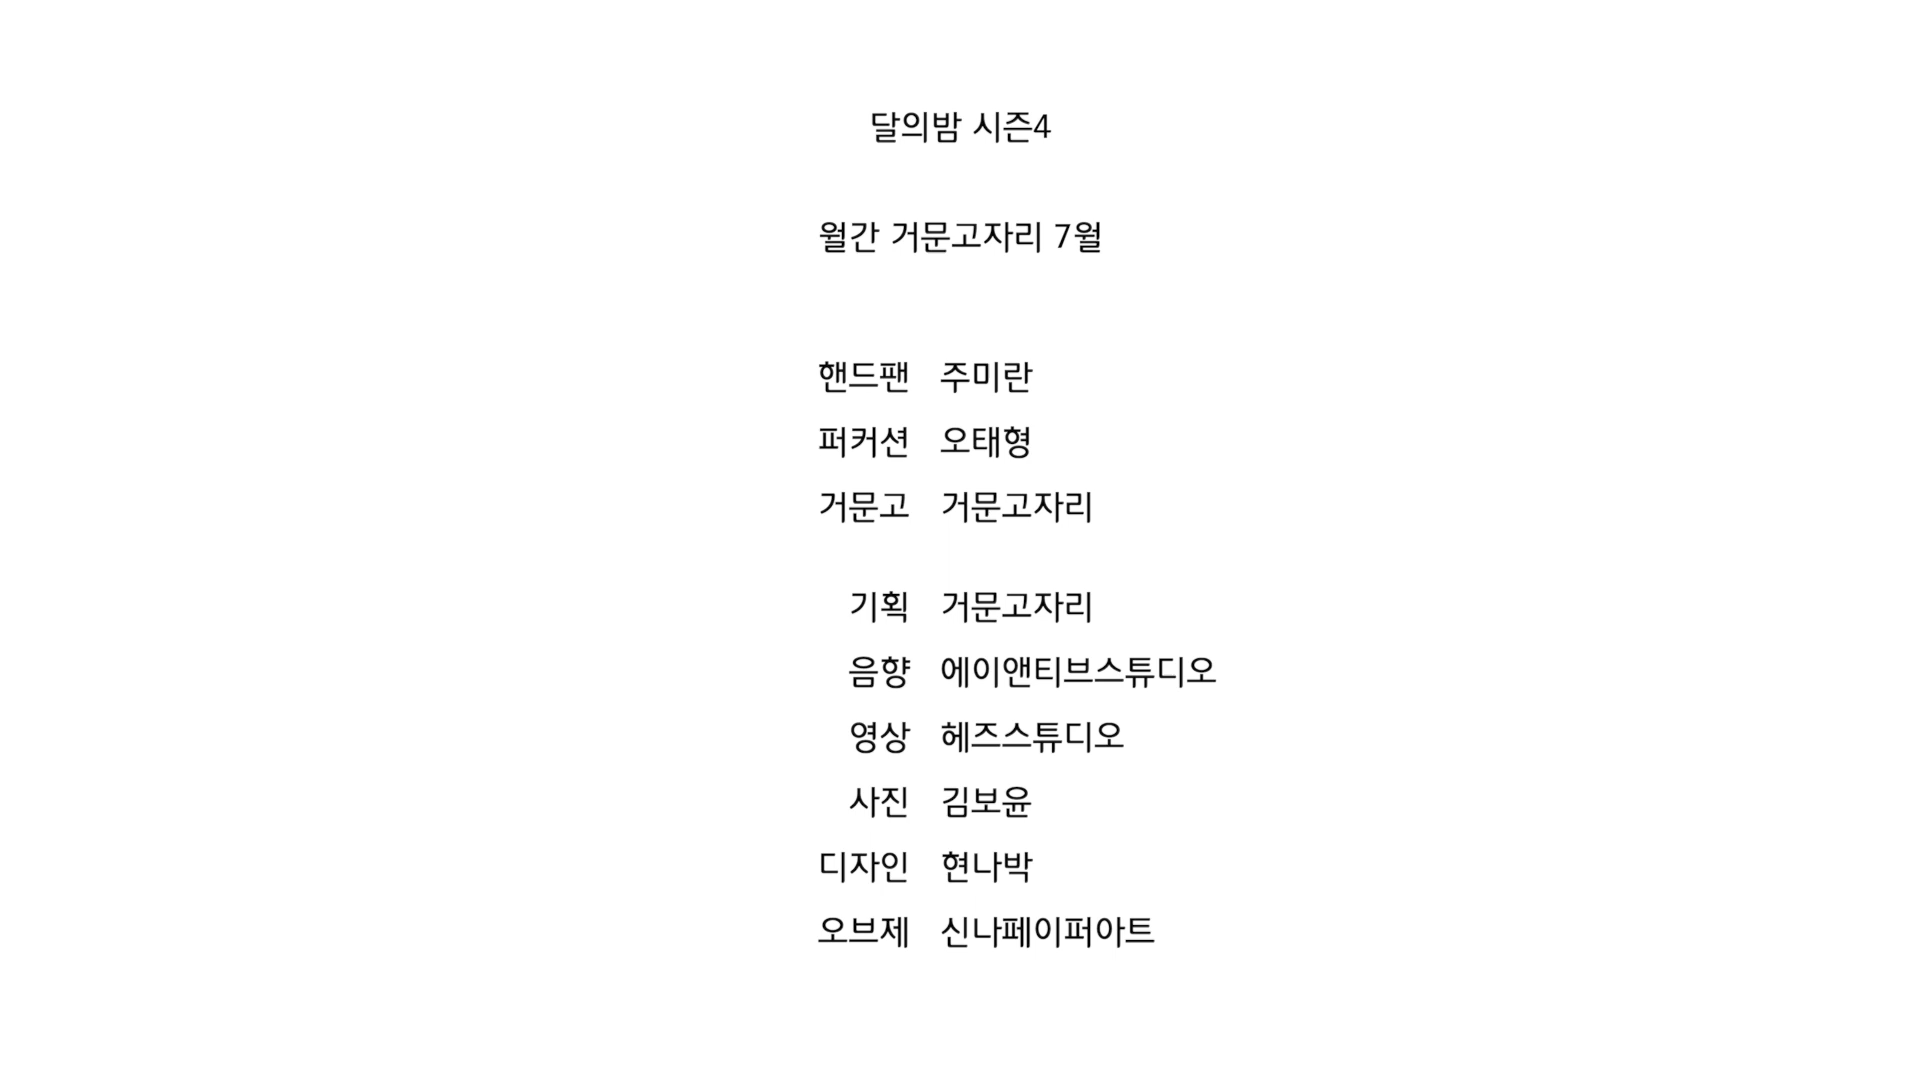 달의밤 시즌4
월간 거문고자리 7월
핸드팬 주미란
퍼커션 오태형
거문고 거문고자리
기획 거문고자리
음향 에이앤티브스튜디오
영상 헤즈스튜디오
사진 김보윤
디자인 현나박
오브제 신나페이퍼아트